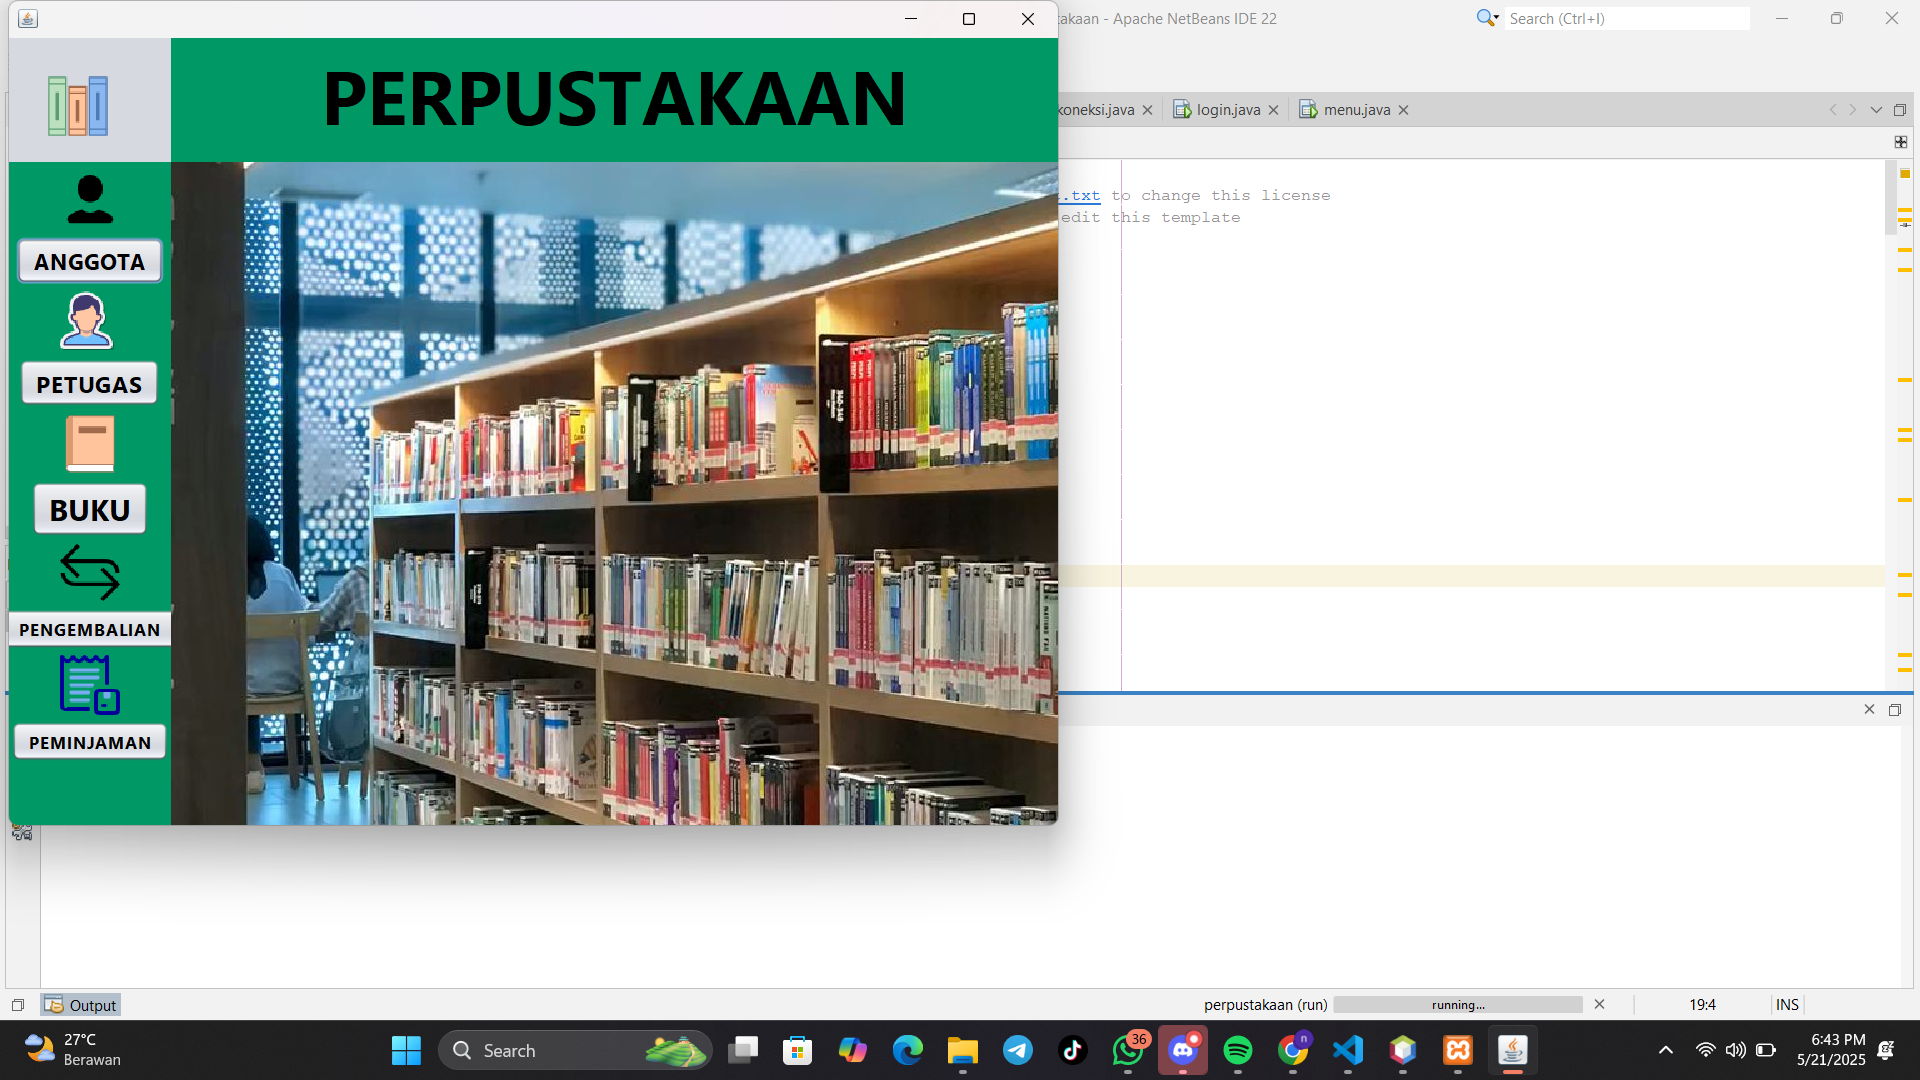 takaan - Apache NetBeans IDE 22
Search (Ctrl+I)
PERPUSTAKAAN
koneksi.java
login.java
menu.java
.txt to change this license
edit this template
ANGGOTA
PETUGAS
BUKU
PENGEMBALIAN
PEMINJAMAN
Output
perpustakaan (run)
running...
19:4
INS
27°C
Berawan
Search
36
n
6:43 PM
5/21/2025